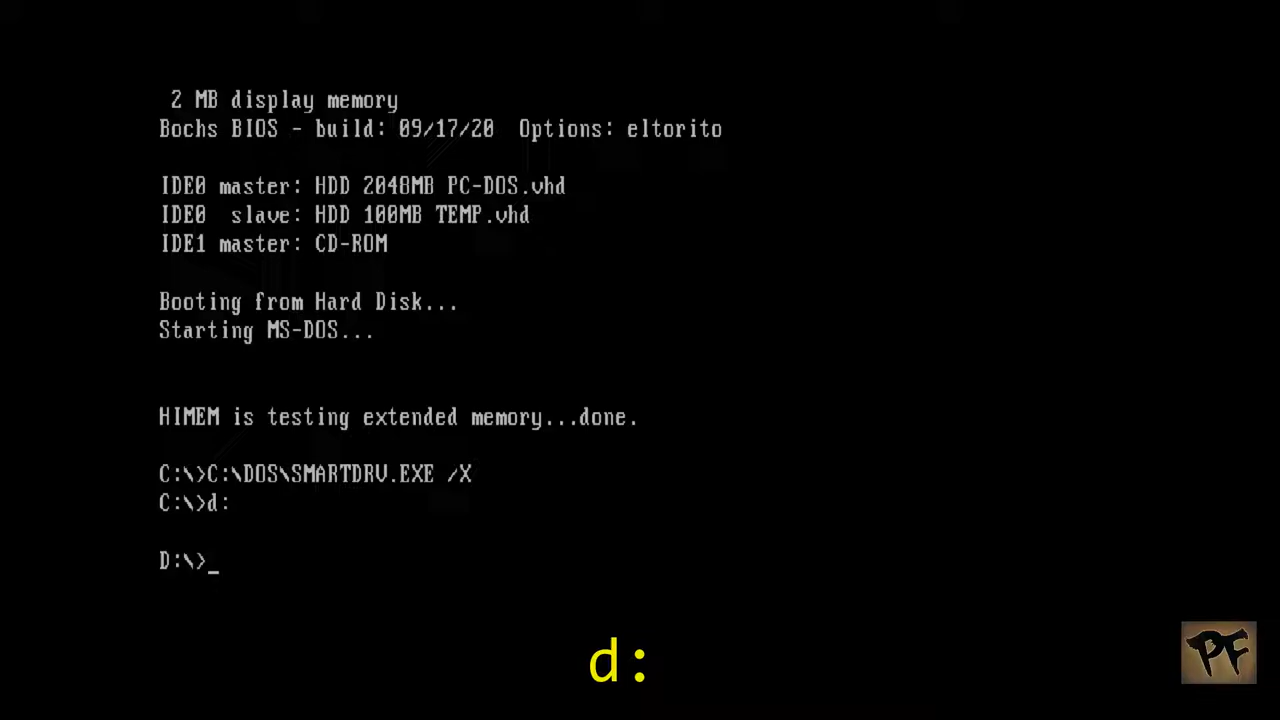 2 MB display memory
Bochs BIOS - build: 09/17/20  Options: eltorito
IDE0 master: HDD 2048MB PC-DOS.vhd
IDE0  slave: HDD 100MB TEMP.vhd
IDE1 master: CD-ROM
Booting from Hard Disk...
Starting MS-DOS...
HIMEM is testing extended memory...done.
C:\>C:\DOS\SMARTDRV.EXE /X
C:\>d:
D:\>_
d:
PF